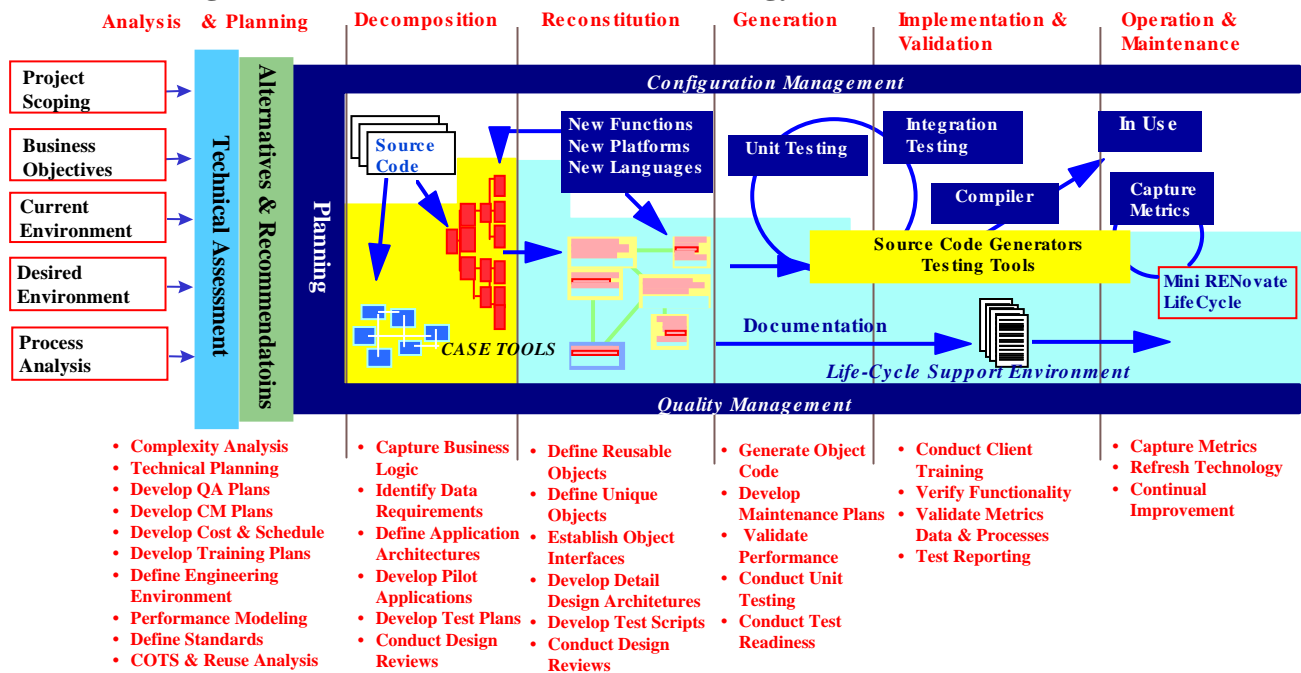 Analysis & Planning
Decomposition
Reconstitution
Generation
Implementation &
Validation
Operation &
Maintenance
Project
Scoping
Business
Objectives
Current
Environment
Desired
Environment
Process
Analysis
Technical Assessment
Alternatives & Recommendatoins
Planning
Configuration Management
Source
Code
New Functions
New Platforms
New Languages
Unit Testing
Integration
Testing
Compiler
In Use
Capture
Metrics
Source Code Generators
Testing Tools
Mini RENovate
LifeCycle
CASE TOOLS
Documentation
Life-Cycle Support Environment
Quality Management
• Complexity Analysis
• Technical Planning
• Develop QA Plans
• Develop CM Plans
• Develop Cost & Schedule
• Develop Training Plans
• Define Engineering
Environment
• Performance Modeling
• Define Standards
• COTS & Reuse Analysis
• Capture Business
Logic
• Identify Data
Requirements
• Define Application
Architectures
• Develop Pilot
Applications
• Develop Test Plans
• Conduct Design
Reviews
• Define Reusable
Objects
• Define Unique
Objects
• Establish Object
Interfaces
• Develop Detail
Design Architetures
• Develop Test Scripts
• Conduct Design
Reviews
• Generate Object
Code
• Develop
Maintenance Plans
• Validate
Performance
• Conduct Unit
Testing
• Conduct Test
Readiness
• Conduct Client
Training
• Verify Functionality
• Validate Metrics
Data & Processes
• Test Reporting
• Capture Metrics
• Refresh Technology
• Continual
Improvement